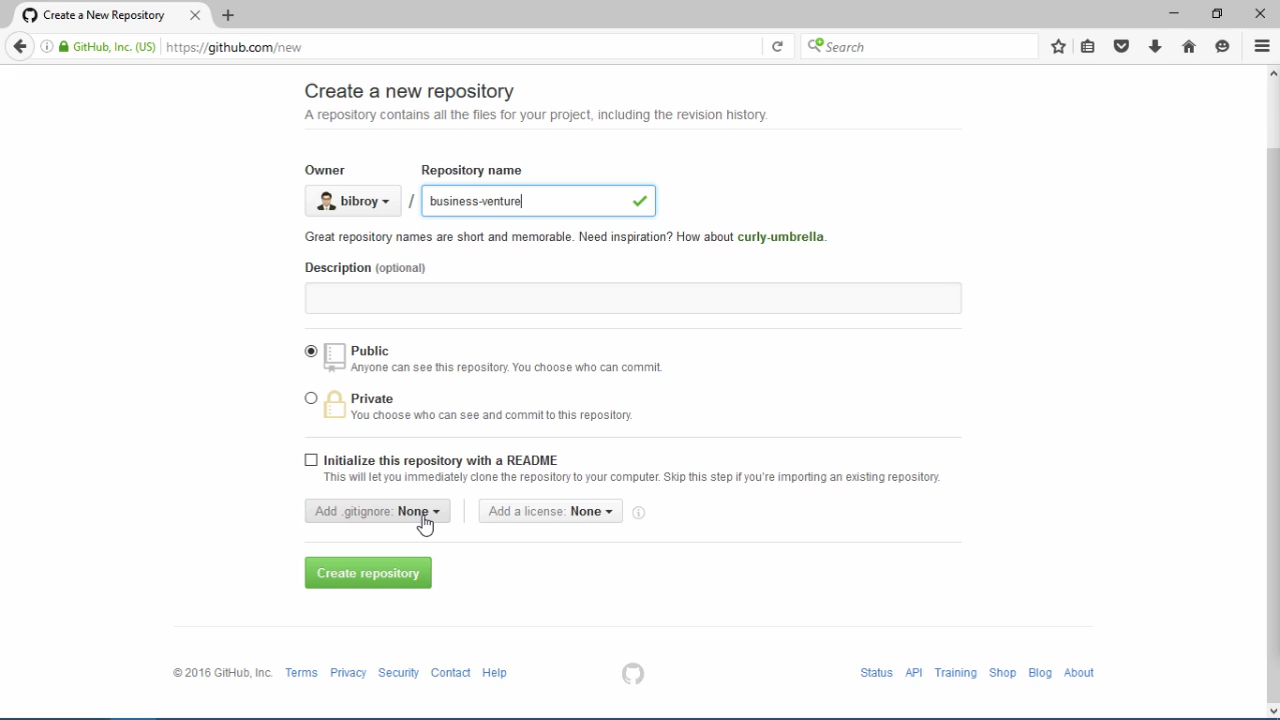 Create a New Repository
GitHub, Inc. (US) https://github.com/new Search
Create a new repository
A repository contains all the files for your project, including the revision history.
Owner Repository name
bibroy / business-venture
Great repository names are short and memorable. Need inspiration? How about curly-umbrella.
Description (optional)
Public
Anyone can see this repository. You choose who can commit.
Private
You choose who can see and commit to this repository.
Initialize this repository with a README
This will let you immediately clone the repository to your computer. Skip this step if you're importing an existing repository.
Add .gitignore: None Add a license: None
Create repository
© 2016 GitHub, Inc. Terms Privacy Security Contact Help Status API Training Shop Blog About